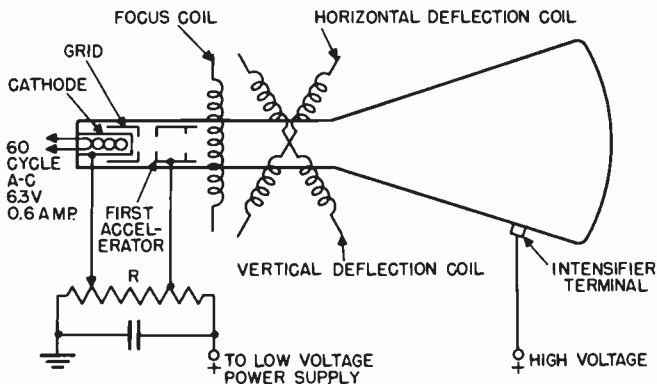 FOCUS COIL
HORIZONTAL DEFLECTION COIL
GRID
CATHODE
60
CYCLE
A-C
6.3V
0.6 AMP.
FIRST
ACCEL-
ERATOR
VERTICAL DEFLECTION COIL
INTENSIFIER
TERMINAL
R
+
TO LOW VOLTAGE
POWER SUPPLY
+
HIGH VOLTAGE